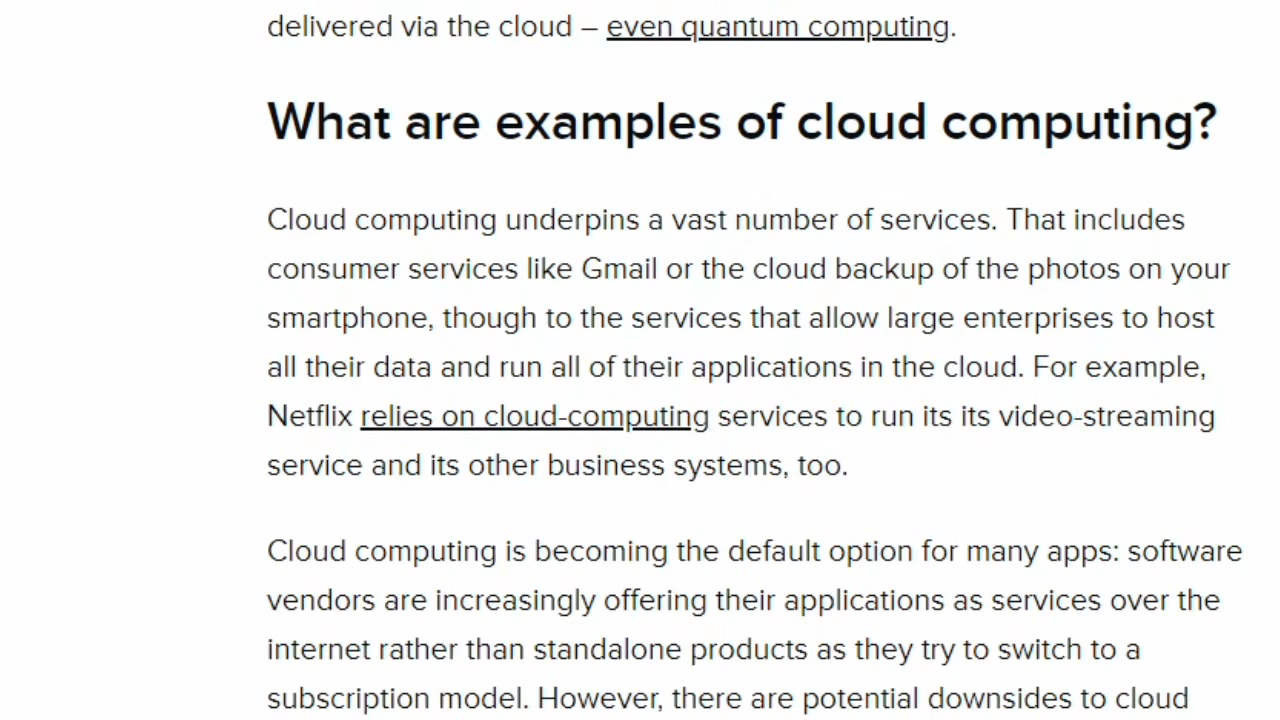 delivered via the cloud – even quantum computing.
What are examples of cloud computing?
Cloud computing underpins a vast number of services. That includes
consumer services like Gmail or the cloud backup of the photos on your
smartphone, though to the services that allow large enterprises to host
all their data and run all of their applications in the cloud. For example,
Netflix relies on cloud-computing services to run its its video-streaming
service and its other business systems, too.
Cloud computing is becoming the default option for many apps: software
vendors are increasingly offering their applications as services over the
internet rather than standalone products as they try to switch to a
subscription model. However, there are potential downsides to cloud